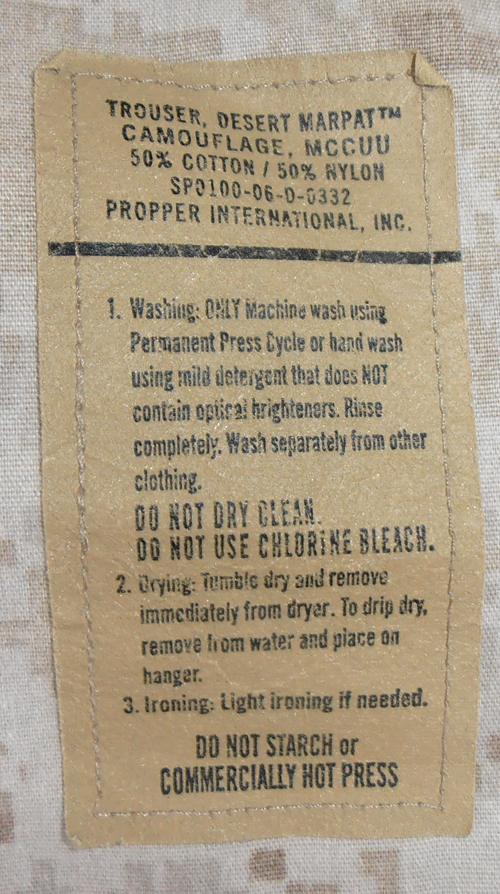 TROUSER, DESERT MARPAT™
CAMOUFLAGE, MCCUU
50% COTTON / 50% NYLON
SP0100-06-D-0332
PROPPER INTERNATIONAL, INC.
1. Washing: ONLY Machine wash using
Permanent Press Cycle or hand wash
using mild detergent that does NOT
contain optical brighteners. Rinse
completely. Wash separately from other
clothing.
DO NOT DRY CLEAN.
DO NOT USE CHLORINE BLEACH.
2. Drying: Tumble dry and remove
immediately from dryer. To drip dry,
remove from water and place on
hanger.
3. Ironing: Light ironing if needed.
DO NOT STARCH or
COMMERCIALLY HOT PRESS